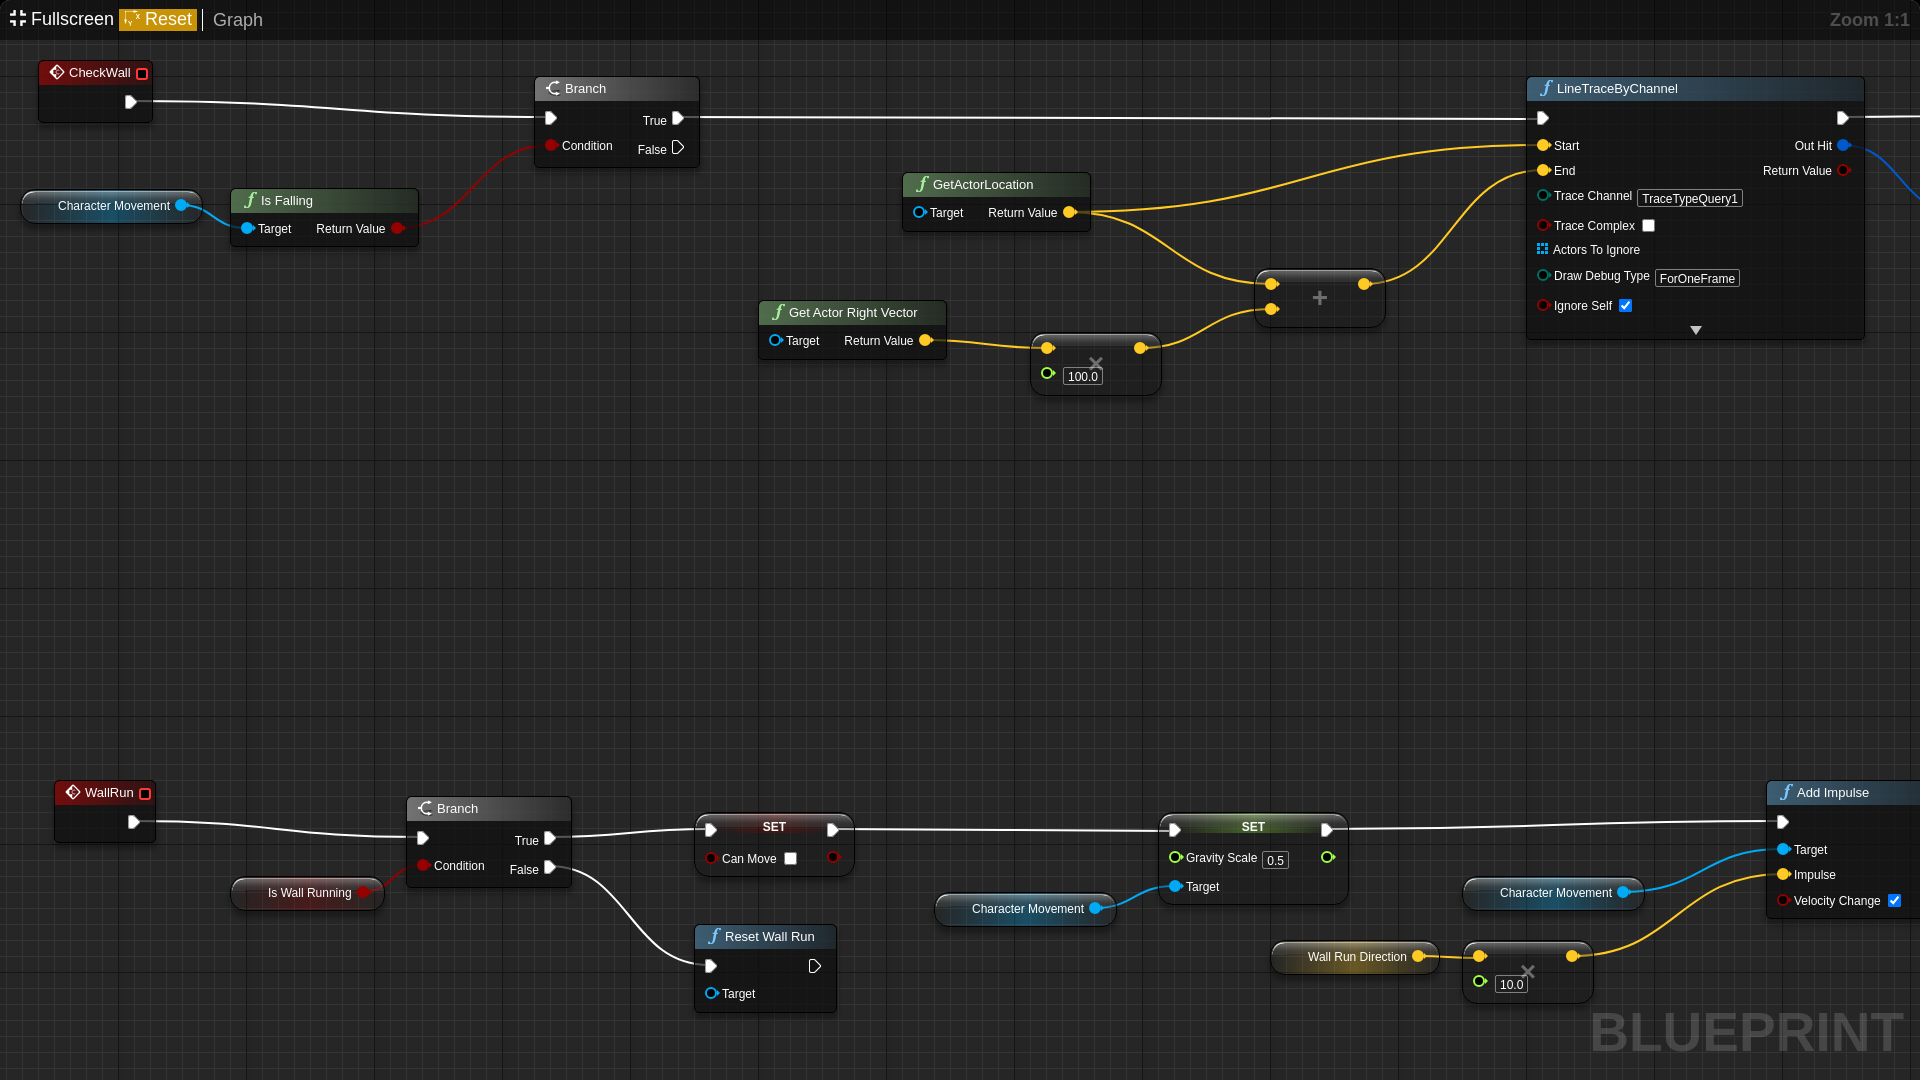 Fullscreen Reset Graph Zoom 1:1
CheckWall
Branch
True
Condition
False
Character Movement
Is Falling
Target Return Value
GetActorLocation
Target Return Value
Get Actor Right Vector
Target Return Value
100.0
+
LineTraceByChannel
Start Out Hit
End Return Value
Trace Channel TraceTypeQuery1
Trace Complex
Actors To Ignore
Draw Debug Type ForOneFrame
Ignore Self
WallRun
Branch
True
Condition
False
Is Wall Running
SET
Can Move
Reset Wall Run
Target
SET
Gravity Scale 0.5
Target
Character Movement
Character Movement
Wall Run Direction
10.0
Add Impulse
Target
Impulse
Velocity Change
BLUEPRINT